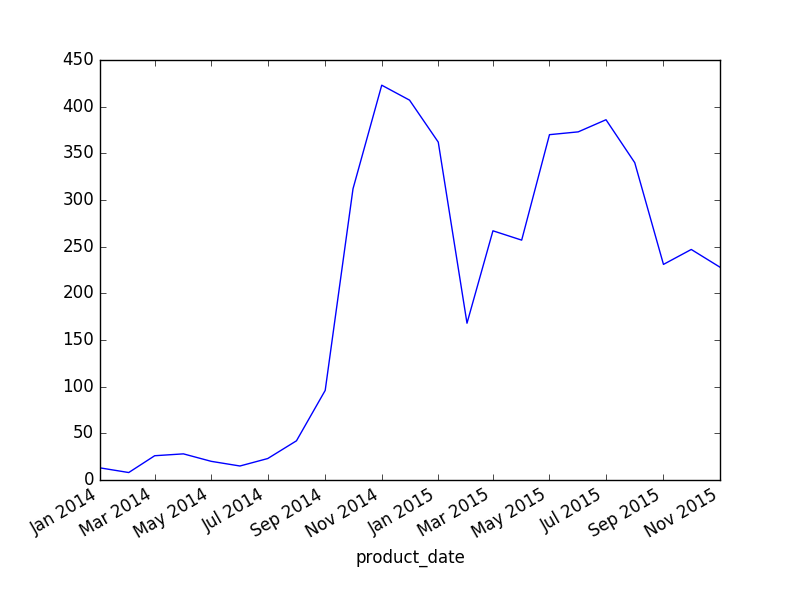 450
400
350
300
250
200
150
100
50
0
Jan 2014
Mar 2014
May 2014
Jul 2014
Sep 2014
Nov 2014
Jan 2015
Mar 2015
May 2015
Jul 2015
Sep 2015
Nov 2015
product_date